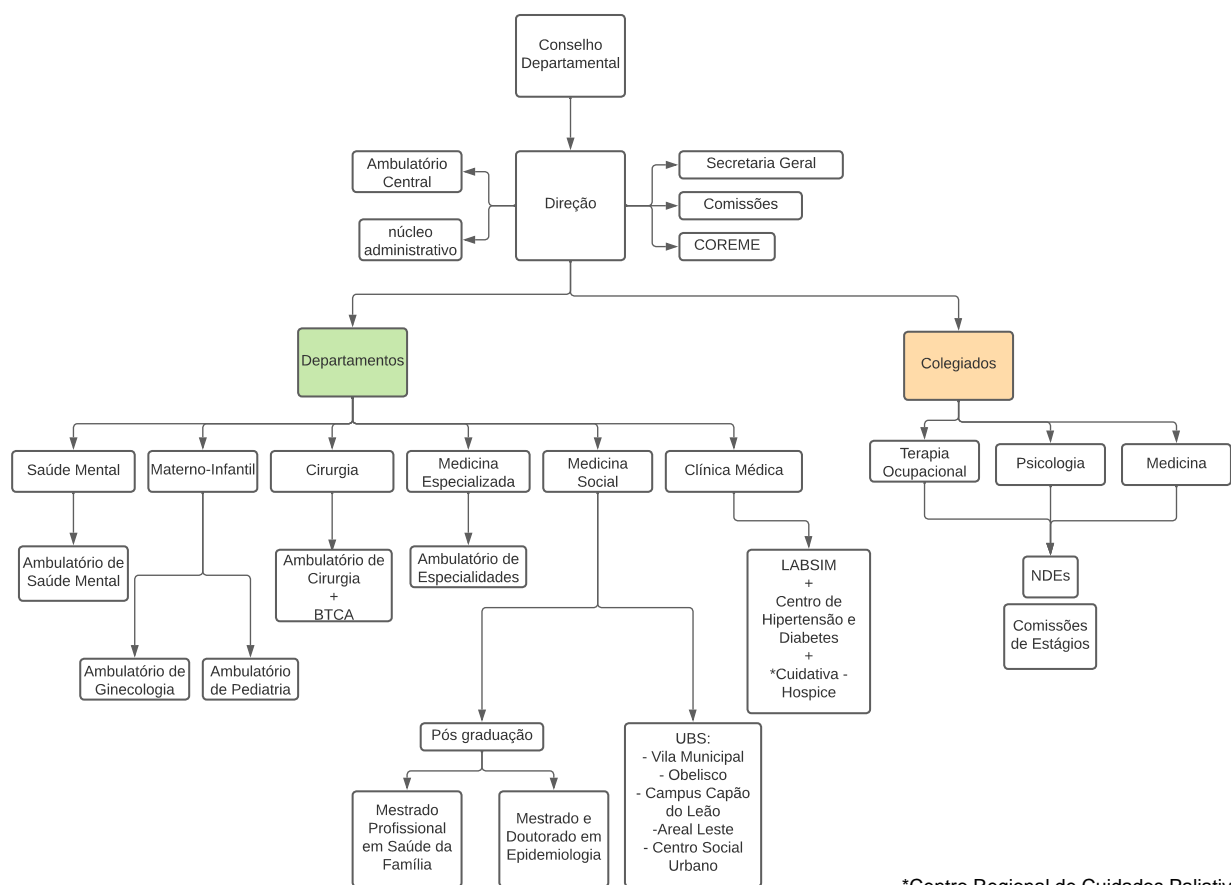 Conselho
Departamental
Ambulatório
Central
Secretaria Geral
Direção
Comissões
núcleo
administrativo
COREME
Departamentos
Colegiados
Saúde Mental
Materno-Infantil
Cirurgia
Medicina
Especializada
Medicina
Social
Clínica Médica
Terapia
Ocupacional
Psicologia
Medicina
Ambulatório de
Saúde Mental
Ambulatório de
Cirurgia
+
BTCA
Ambulatório de
Especialidades
LABSIM
+
Centro de
Hipertensão e
Diabetes
+
*Cuidativa -
Hospice
NDEs
Comissões
de Estágios
Ambulatório de
Ginecologia
Ambulatório
de Pediatria
Pós graduação
UBS:
- Vila Municipal
- Obelisco
- Campus Capão
do Leão
-Areal Leste
- Centro Social
Urbano
Mestrado
Profissional
em Saúde da
Família
Mestrado e
Doutorado em
Epidemiologia
*Centro Regional de Cuidados